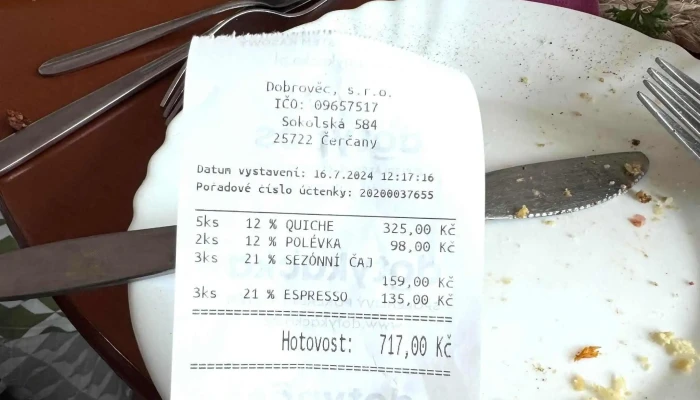 Dobrovëc, s.r.o.
IČO: 09657517
Sokolská 584
25722 Čerčany
Datum vystavení: 16.7.2024 12:17:16
Pořadové číslo účtenky: 20200037655
5ks 12 % QUICHE 325,00 Kč
2ks 12 % POLÉVKA 98,00 Kč
3ks 21 % SEZÓNNÍ ČAJ
159,00 Kč
3ks 21 % ESPRESSO 135,00 Kč
==================================
Hotovost: 717,00 Kč
==================================